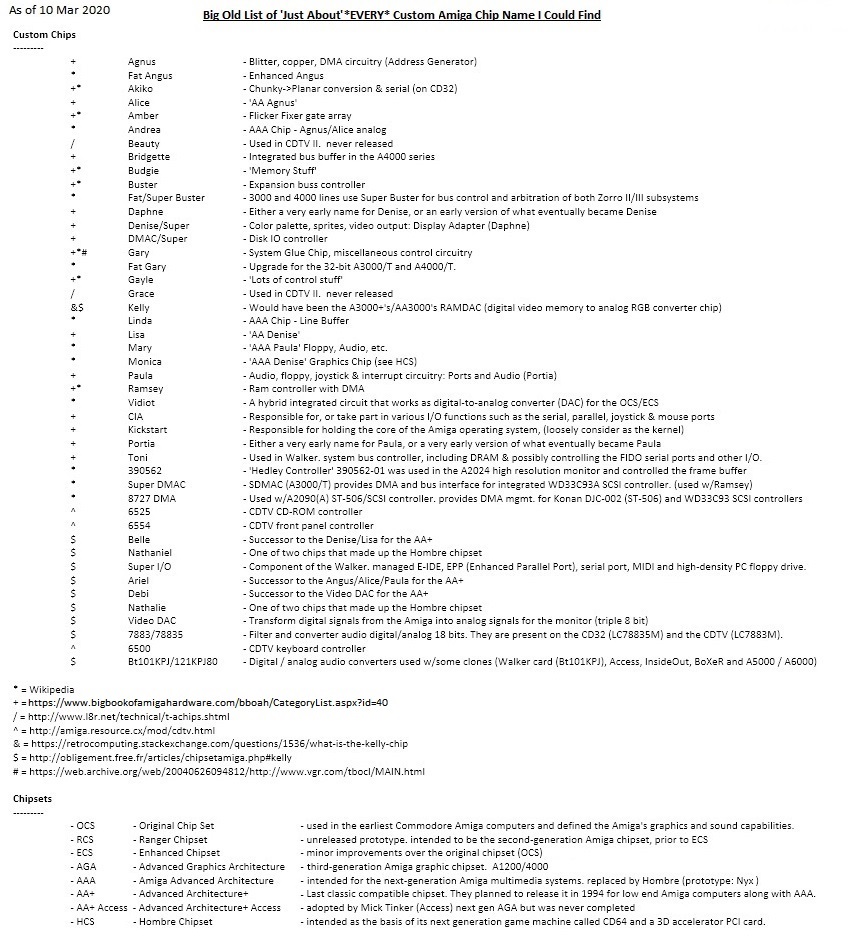 As of 10 Mar 2020
Big Old List of 'Just About' *EVERY* Custom Amiga Chip Name I Could Find
Custom Chips
---------
+ Agnus - Blitter, copper, DMA circuitry (Address Generator)
* Fat Angus - Enhanced Angus
+* Akiko - Chunky->Planar conversion & serial (on CD32)
+ Alice - 'AA Agnus'
+* Amber - Flicker Fixer gate array
* Andrea - AAA Chip - Agnus/Alice analog
/ Beauty - Used in CDTV II. never released
+ Bridgette - Integrated bus buffer in the A4000 series
+* Budgie - 'Memory Stuff'
+* Buster - Expansion buss controller
* Fat/Super Buster - 3000 and 4000 lines use Super Buster for bus control and arbitration of both Zorro II/III subsystems
+ Daphne - Either a very early name for Denise, or an early version of what eventually became Denise
+ Denise/Super - Color palette, sprites, video output: Display Adapter (Daphne)
+ DMAC/Super - Disk IO controller
+*# Gary - System Glue Chip, miscellaneous control circuitry
* Fat Gary - Upgrade for the 32-bit A3000/T and A4000/T.
+* Gayle - 'Lots of control stuff'
/ Grace - Used in CDTV II. never released
&$ Kelly - Would have been the A3000+'s/AA3000's RAMDAC (digital video memory to analog RGB converter chip)
* Linda - AAA Chip - Line Buffer
+ Lisa - 'AA Denise'
* Mary - 'AAA Paula' Floppy, Audio, etc.
* Monica - 'AAA Denise' Graphics Chip (see HCS)
+ Paula - Audio, floppy, joystick & interrupt circuitry: Ports and Audio (Portia)
+* Ramsey - Ram controller with DMA
* Vidiot - A hybrid integrated circuit that works as digital-to-analog converter (DAC) for the OCS/ECS
+ CIA - Responsible for, or take part in various I/O functions such as the serial, parallel, joystick & mouse ports
+ Kickstart - Responsible for holding the core of the Amiga operating system, (loosely consider as the kernel)
+ Portia - Either a very early name for Paula, or a very early version of what eventually became Paula
+ Toni - Used in Walker. system bus controller, including DRAM & possibly controlling the FIDO serial ports and other I/O.
* 390562 - 'Hedley Controller' 390562-01 was used in the A2024 high resolution monitor and controlled the frame buffer
* Super DMAC - SDMAC (A3000/T) provides DMA and bus interface for integrated WD33C93A SCSI controller. (used w/Ramsey)
* 8727 DMA - Used w/A2090(A) ST-506/SCSI controller. provides DMA mgmt. for Konan DJC-002 (ST-506) and WD33C93 SCSI controllers
^ 6525 - CDTV CD-ROM controller
^ 6554 - CDTV front panel controller
$ Belle - Successor to the Denise/Lisa for the AA+
$ Nathaniel - One of two chips that made up the Hombre chipset
$ Super I/O - Component of the Walker. managed E-IDE, EPP (Enhanced Parallel Port), serial port, MIDI and high-density PC floppy drive.
$ Ariel - Successor to the Angus/Alice/Paula for the AA+
$ Debi - Successor to the Video DAC for the AA+
$ Nathalie - One of two chips that made up the Hombre chipset
$ Video DAC - Transform digital signals from the Amiga into analog signals for the monitor (triple 8 bit)
$ 7883/78835 - Filter and converter audio digital/analog 18 bits. They are present on the CD32 (LC78835M) and the CDTV (LC7883M).
^ 6500 - CDTV keyboard controller
$ Bt101KPJ/121KPJ80 - Digital / analog audio converters used w/some clones (Walker card (Bt101KPJ), Access, InsideOut, BoXeR and A5000 / A6000)
* = Wikipedia
+ =https://www.bigbookofamigahardware.com/bboah/CategoryList.aspx?id=40
/ = http://www.l8r.net/technical/t-achips.shtml
^ = http://amiga.resource.cx/mod/cdtv.html
& = https://retrocomputing.stackexchange.com/questions/1536/what-is-the-kelly-chip
$ = http://obligement.free.fr/articles/chipsetamiga.php#kelly
# = https://web.archive.org/web/20040626094812/http://www.vgr.com/tbocl/MAIN.html
Chipsets
---------
- OCS - Original Chip Set - used in the earliest Commodore Amiga computers and defined the Amiga's graphics and sound capabilities.
- RCS - Ranger Chipset - unreleased prototype. intended to be the second-generation Amiga chipset, prior to ECS
- ECS - Enhanced Chipset - minor improvements over the original chipset (OCS)
- AGA - Advanced Graphics Architecture - third-generation Amiga graphic chipset. A1200/4000
- AAA - Amiga Advanced Architecture - intended for the next-generation Amiga multimedia systems. replaced by Hombre (prototype: Nyx )
- AA+ - Advanced Architecture+ - Last classic compatible chipset. They planned to release it in 1994 for low end Amiga computers along with AAA.
- AA+ Access - Advanced Architecture+ Access - adopted by Mick Tinker (Access) next gen AGA but was never completed
- HCS - Hombre Chipset - intended as the basis of its next generation game machine called CD64 and a 3D accelerator PCI card.